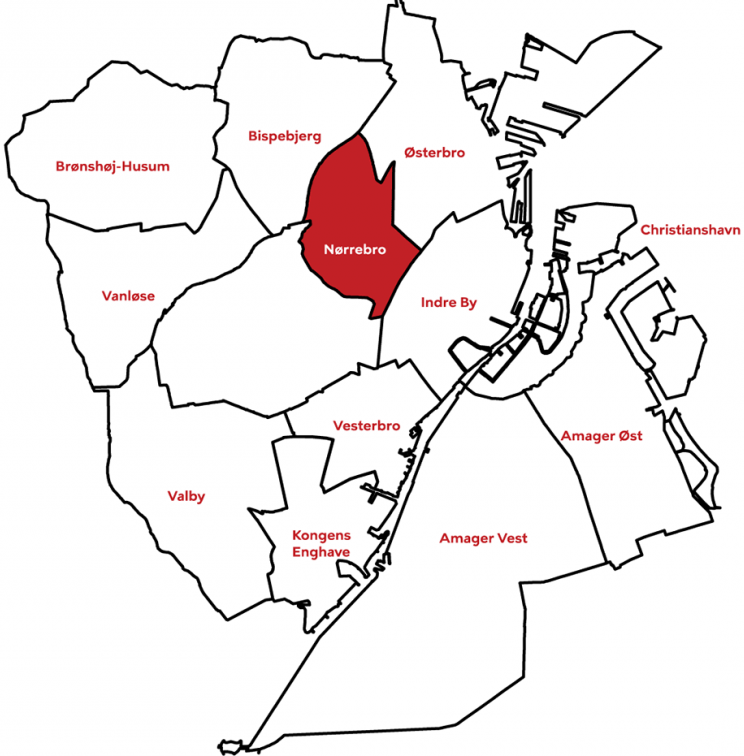 Bispebjerg
Østerbro
Brønshøj-Husum
Christianshavn
Nørrebro
Vanløse
Indre By
Vesterbro
Amager Øst
Valby
Kongens
Enghave
Amager Vest